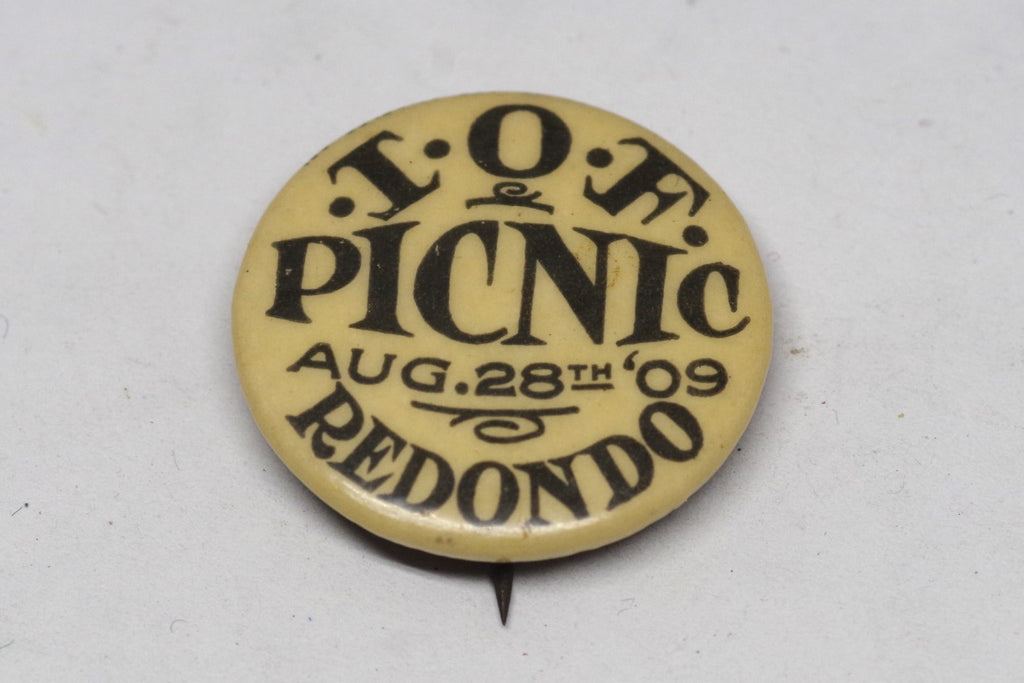 ·I·O·F·
PICNIC
AUG. 28TH '09
REDONDO